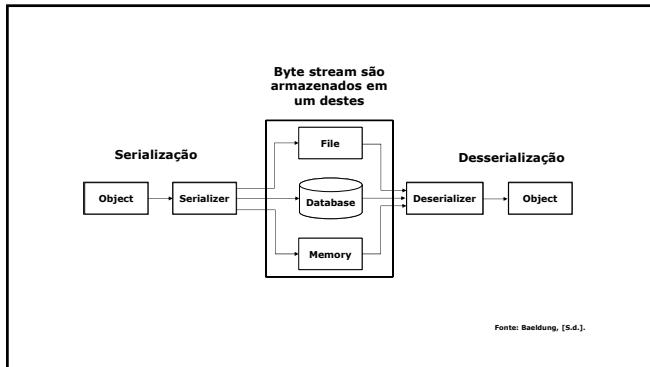 Byte stream são
armazenados em
um destes
Serialização
Desserialização
File
Object
Serializer
Database
Deserializer
Object
Memory
Fonte: Baeldung, [S.d.].